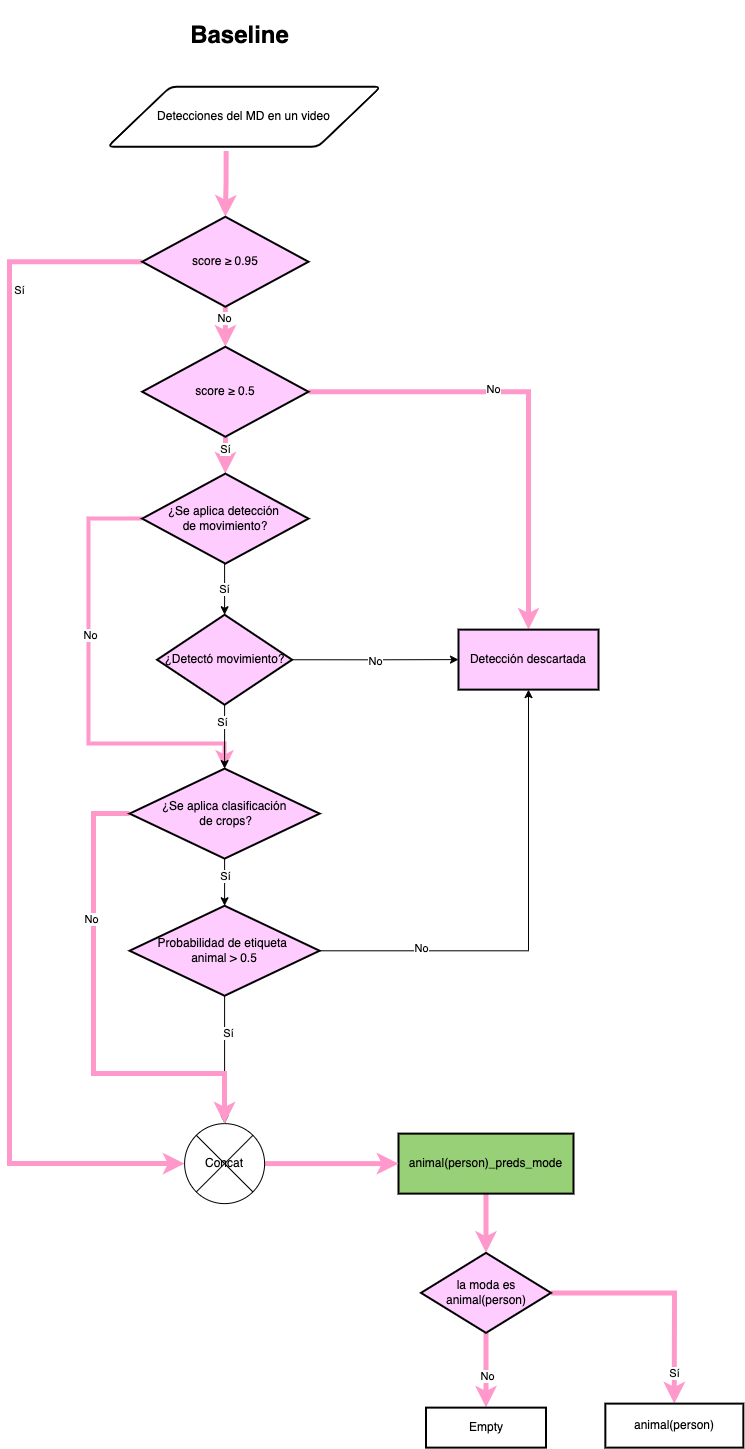 Baseline
Detecciones del MD en un video
score ≥ 0.95
Sí
No
score ≥ 0.5
No
Sí
¿Se aplica detección
de movimiento?
Sí
No
¿Detectó movimiento?
No
Detección descartada
Sí
¿Se aplica clasificación
de crops?
Sí
No
Probabilidad de etiqueta
animal > 0.5
No
Sí
Concat
animal(person)_preds_mode
la moda es
animal(person)
No
Sí
Empty
animal(person)